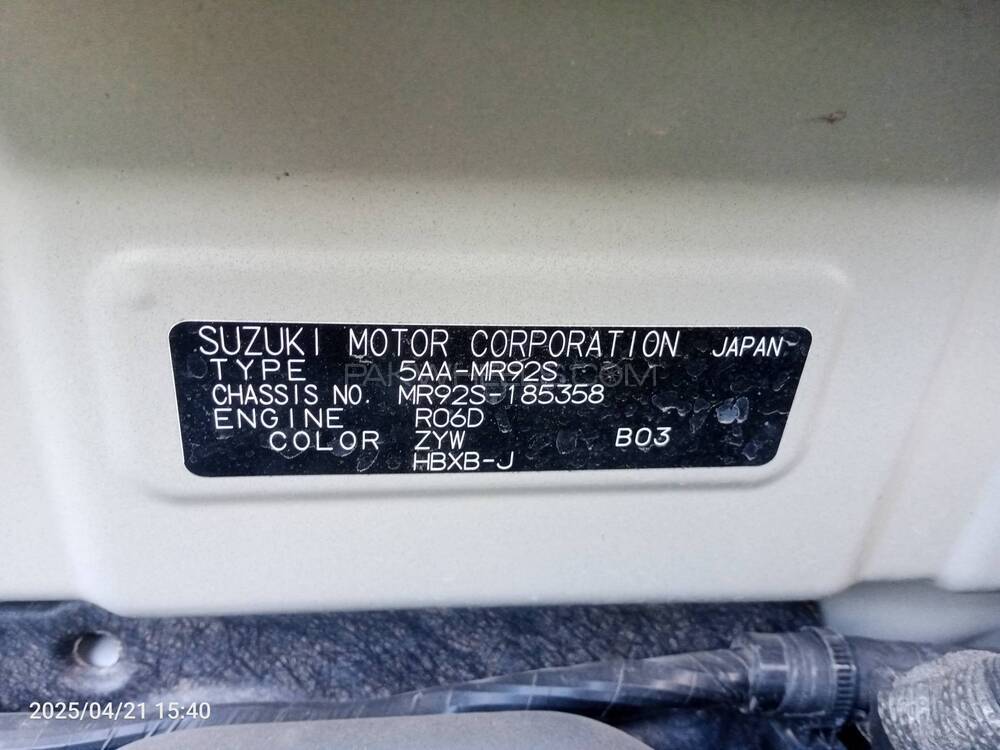 SUZUKI MOTOR CORPORATION JAPAN
TYPE 5AA-MR92S
CHASSIS NO. MR92S-185358
ENGINE R06D
COLOR ZYW B03
HBXB-J
2025/04/21 15:40